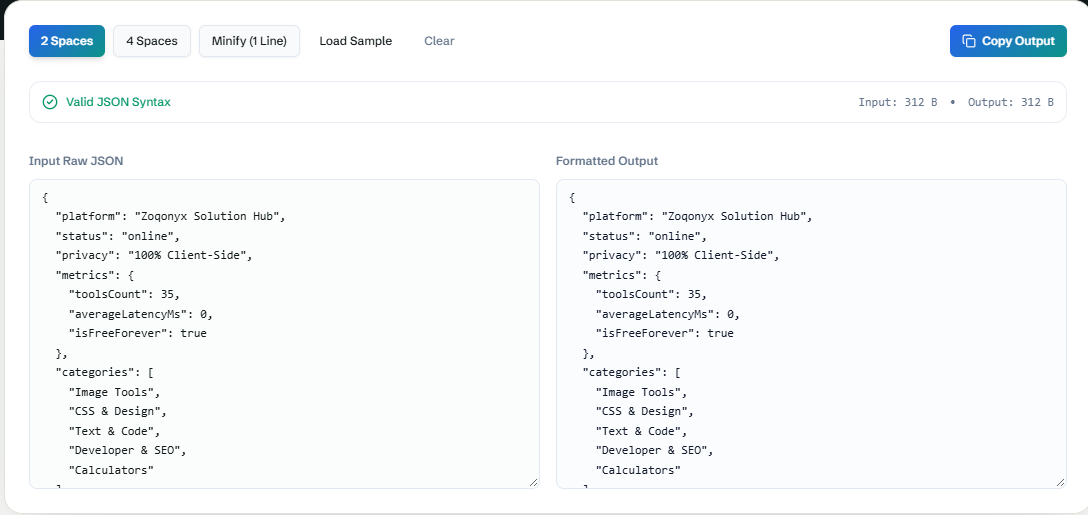 2 Spaces 4 Spaces Minify (1 Line) Load Sample Clear Copy Output
Valid JSON Syntax Input: 312 B • Output: 312 B
Input Raw JSON
{
  "platform": "Zoqonyx Solution Hub",
  "status": "online",
  "privacy": "100% Client-Side",
  "metrics": {
    "toolsCount": 35,
    "averageLatencyMs": 0,
    "isFreeForever": true
  },
  "categories": [
    "Image Tools",
    "CSS & Design",
    "Text & Code",
    "Developer & SEO",
    "Calculators"
  ]
Formatted Output
{
  "platform": "Zoqonyx Solution Hub",
  "status": "online",
  "privacy": "100% Client-Side",
  "metrics": {
    "toolsCount": 35,
    "averageLatencyMs": 0,
    "isFreeForever": true
  },
  "categories": [
    "Image Tools",
    "CSS & Design",
    "Text & Code",
    "Developer & SEO",
    "Calculators"
  ]